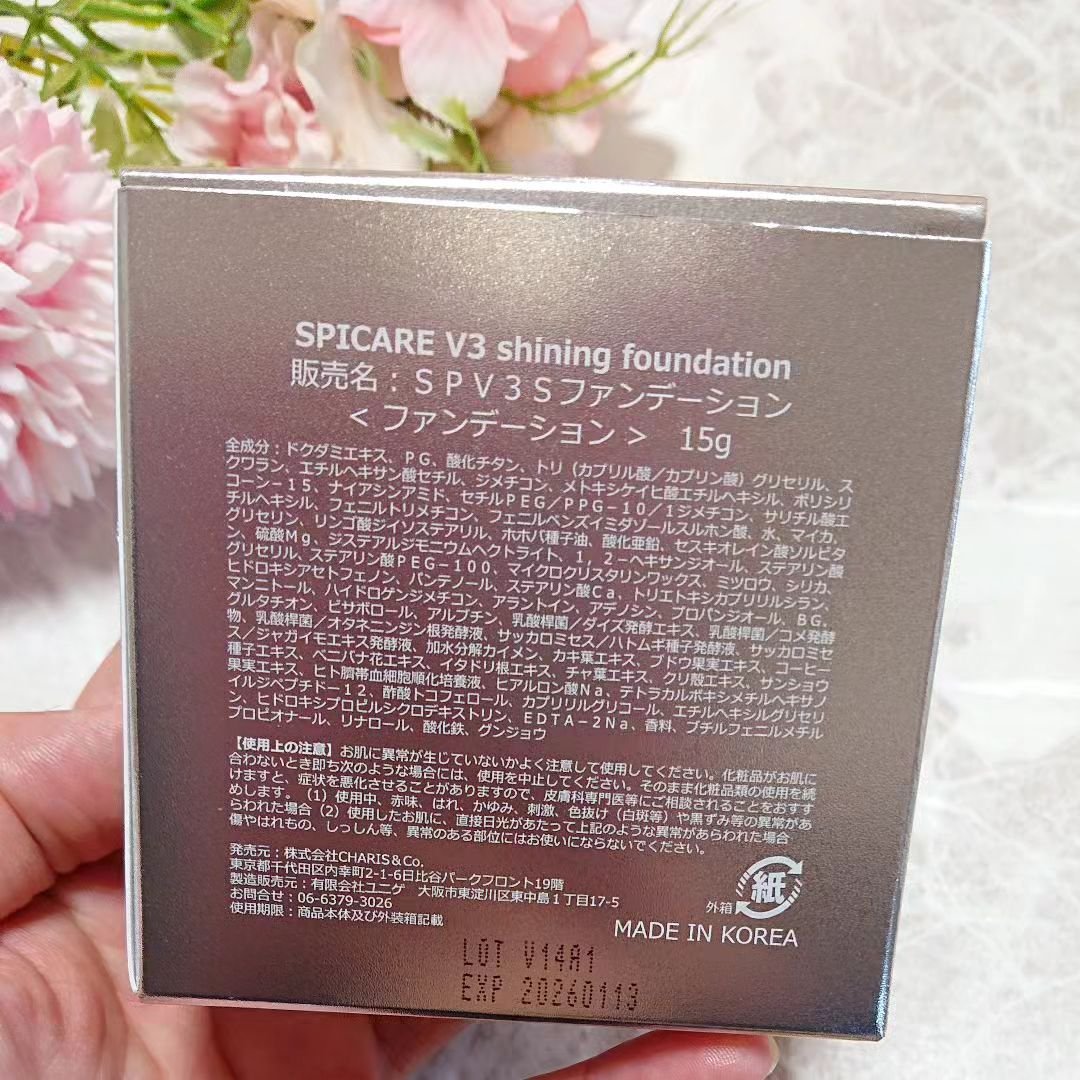 SPICARE V3 shining foundation
販売名：ＳＰＶ３Ｓファンデーション
＜ファンデーション＞ 15g
全成分：ドクダミエキス、ＰＧ、酸化チタン、トリ（カプリル酸／カプリン酸）グリセリル、ス
クワラン、エチルヘキサン酸セチル、ジメチコン、メトキシケイヒ酸エチルヘキシル、ポリシリ
コーン－15、ナイアシンアミド、セチルＰＥＧ／ＰＰＧ－10／1ジメチコン、サリチル酸エ
チルヘキシル、フェニルトリメチコン、フェニルベンズイミダゾールスルホン酸、水、マイカ、
グリセリン、リンゴ酸ジイソステアリル、ホホバ種子油、酸化亜鉛、セスキオレイン酸ソルビタ
ン、硫酸Mg、ジステアルジモニウムヘクトライト、１，２－ヘキサンジオール、ステアリン酸
グリセリル、ステアリン酸ＰＥＧ－100、マイクロクリスタリンワックス、ミツロウ、シリカ、
ヒドロキシアセトフェノン、パンテノール、ステアリン酸Ca、トリエトキシカプリリルシラン、
マンニトール、ハイドロゲンジメチコン、アラントイン、アデノシン、プロパンジオール、ＢＧ、
グルタチオン、ビサボロール、アルブチン、乳酸桿菌／ダイズ発酵エキス、乳酸桿菌／コメ発酵
物、乳酸桿菌／オタネニンジン根発酵液、サッカロミセス／ハトムギ種子発酵液、サッカロミセ
ス／ジャガイモエキス発酵液、加水分解カイメン、カキ葉エキス、ブドウ果実エキス、コーヒー
種子エキス、ベニバナ花エキス、イタドリ根エキス、チャ葉エキス、クリ殻エキス、サンショウ
果実エキス、ヒト臍帯血細胞順化培養液、ヒアルロン酸Na、テトラカルボキシメチルヘキサノ
イルジペプチド－12、酢酸トコフェロール、カプリリルグリコール、エチルヘキシルグリセリ
ン、ヒドロキシプロピルシクロデキストリン、ＥＤＴＡ－２Ｎａ、香料、ブチルフェニルメチル
プロピオナール、リナロール、酸化鉄、グンジョウ
【使用上の注意】お肌に異常が生じていないかよく注意して使用してください。化粧品がお肌に
合わないとき即ち次のような場合には、使用を中止してください。そのまま化粧品類の使用を続
けますと、症状を悪化させることがありますので、皮膚科専門医等にご相談されることをおすす
めします。（1）使用中、赤味、はれ、かゆみ、刺激、色抜け（白斑等）や黒ずみ等の異常があ
らわれた場合（2）使用したお肌に、直接日光があたって上記のような異常があらわれた場合
傷やはれもの、しっしん等、異常のある部位にはお使いにならないでください。
発売元：株式会社CHARIS＆Co.
東京都千代田区内幸町2-1-6日比谷パークフロント19階
製造販売元：有限会社ユニゲ 大阪市東淀川区東中島１丁目17-5
お問合せ：06-6379-3026
使用期限：商品本体及び外装箱記載
外箱
紙
MADE IN KOREA
LOT V14A1
EXP 20260113